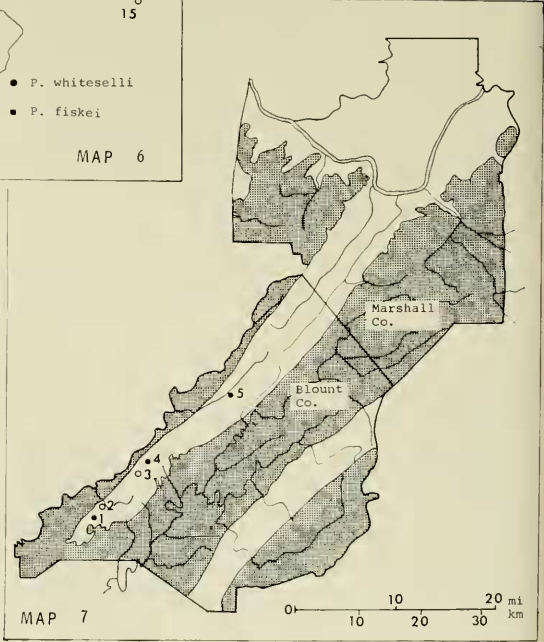 15
● P. whiteselli
■ P. fiskei
MAP 6
Marshall
Co.
Blount
Co.
5
4
3
2
1
0 10 20 mi
10 20 30 km
MAP 7